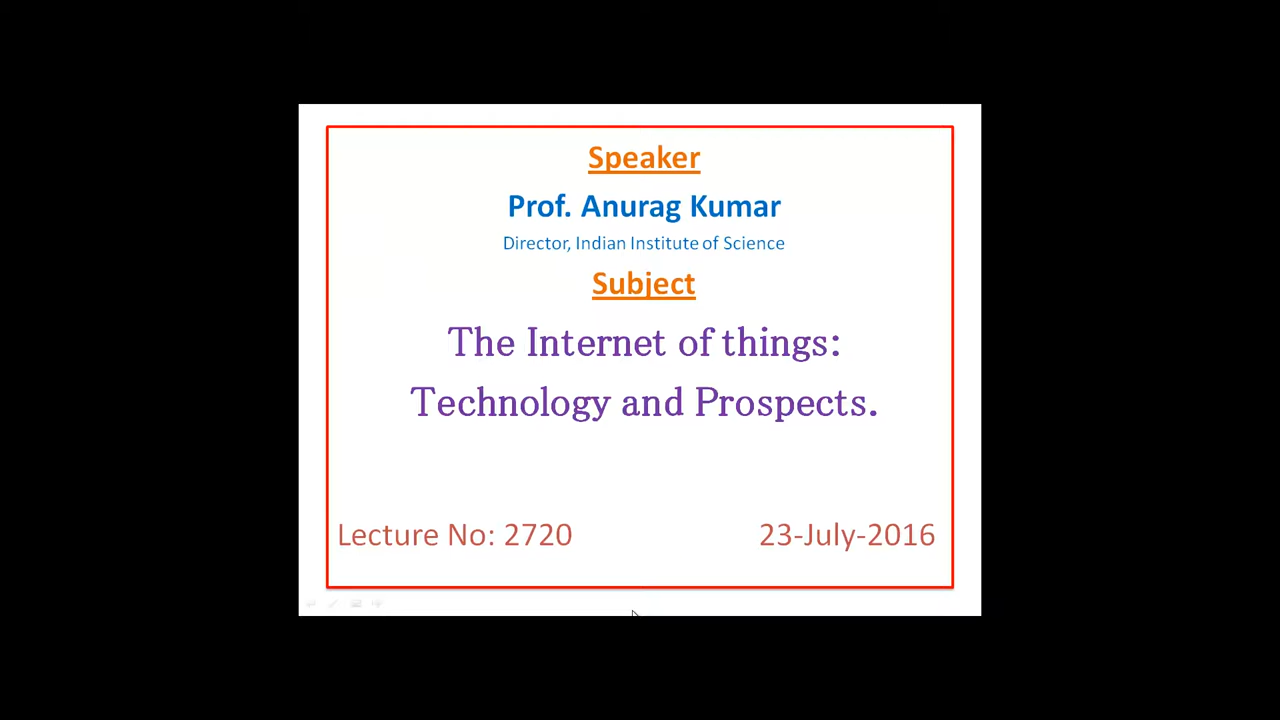 Speaker
Prof. Anurag Kumar
Director, Indian Institute of Science
Subject
The Internet of things:
Technology and Prospects.
Lecture No: 2720 23-July-2016